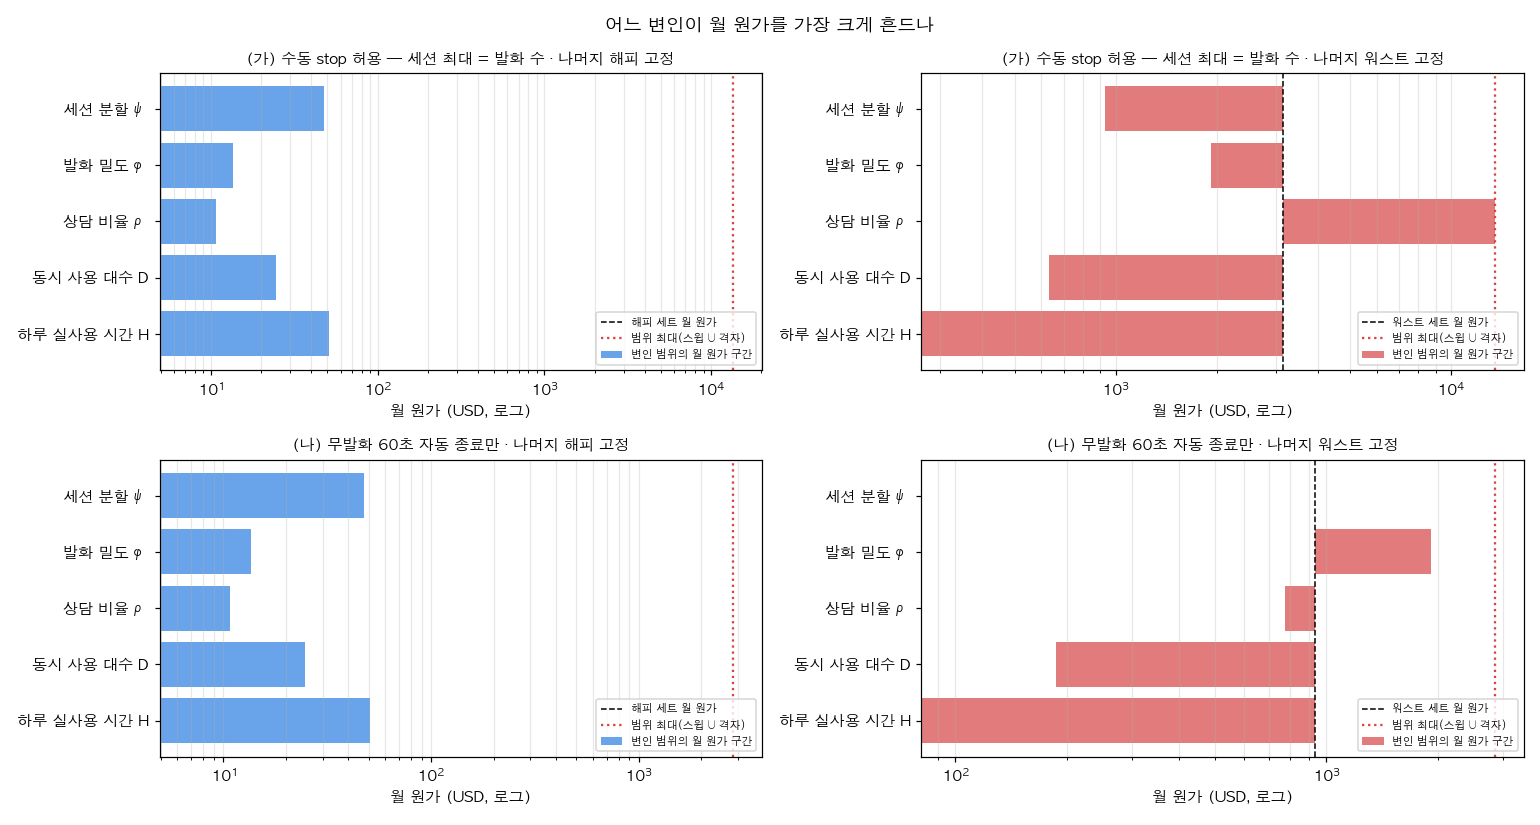 어느 변인이 월 원가를 가장 크게 흔드나
(가) 수동 stop 허용 — 세션 최대 = 발화 수 · 나머지 해피 고정
세션 분할 ψ
발화 밀도 φ
상담 비율 ρ
동시 사용 대수 D
하루 실사용 시간 H
해피 세트 월 원가
범위 최대(스윕 ∪ 격자)
변인 범위의 월 원가 구간
10¹ 10² 10³ 10⁴
월 원가 (USD, 로그)
(가) 수동 stop 허용 — 세션 최대 = 발화 수 · 나머지 워스트 고정
세션 분할 ψ
발화 밀도 φ
상담 비율 ρ
동시 사용 대수 D
하루 실사용 시간 H
워스트 세트 월 원가
범위 최대(스윕 ∪ 격자)
변인 범위의 월 원가 구간
10³ 10⁴
월 원가 (USD, 로그)
(나) 무발화 60초 자동 종료만 · 나머지 해피 고정
세션 분할 ψ
발화 밀도 φ
상담 비율 ρ
동시 사용 대수 D
하루 실사용 시간 H
해피 세트 월 원가
범위 최대(스윕 ∪ 격자)
변인 범위의 월 원가 구간
10¹ 10² 10³
월 원가 (USD, 로그)
(나) 무발화 60초 자동 종료만 · 나머지 워스트 고정
세션 분할 ψ
발화 밀도 φ
상담 비율 ρ
동시 사용 대수 D
하루 실사용 시간 H
워스트 세트 월 원가
범위 최대(스윕 ∪ 격자)
변인 범위의 월 원가 구간
10² 10³
월 원가 (USD, 로그)